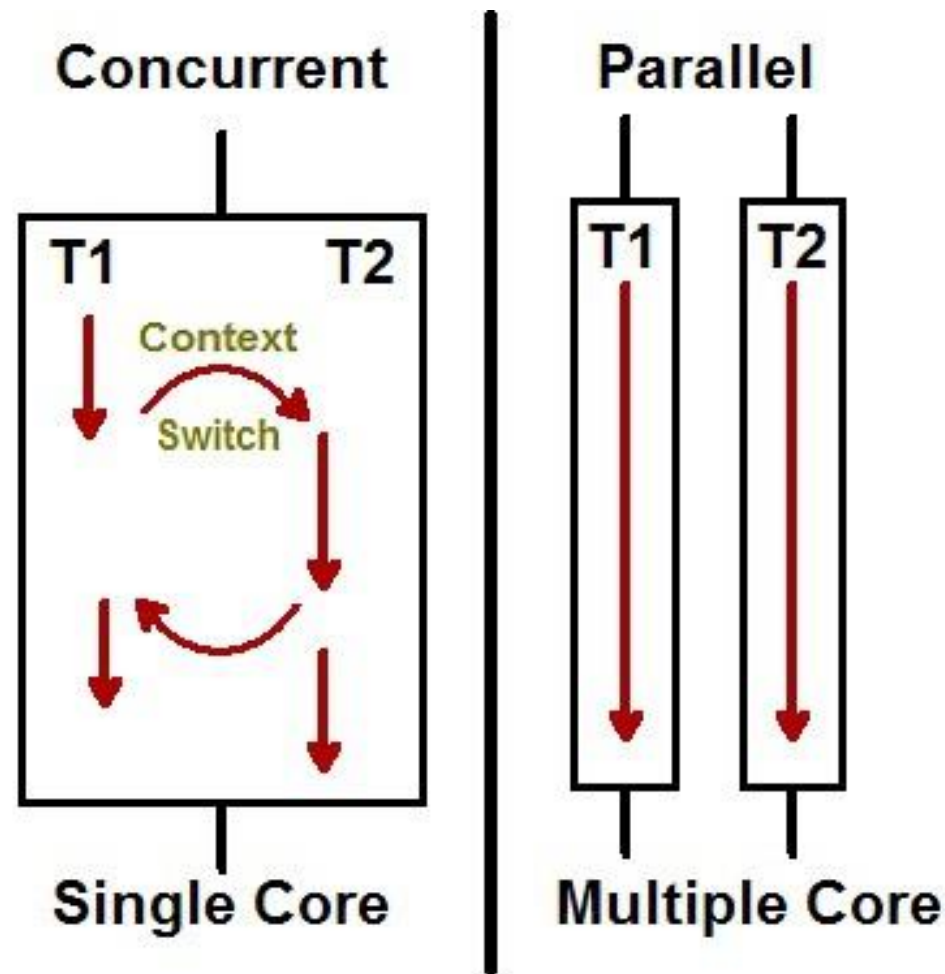 Concurrent
T1 T2
Context
Switch
Single Core
Parallel
T1 T2
Multiple Core